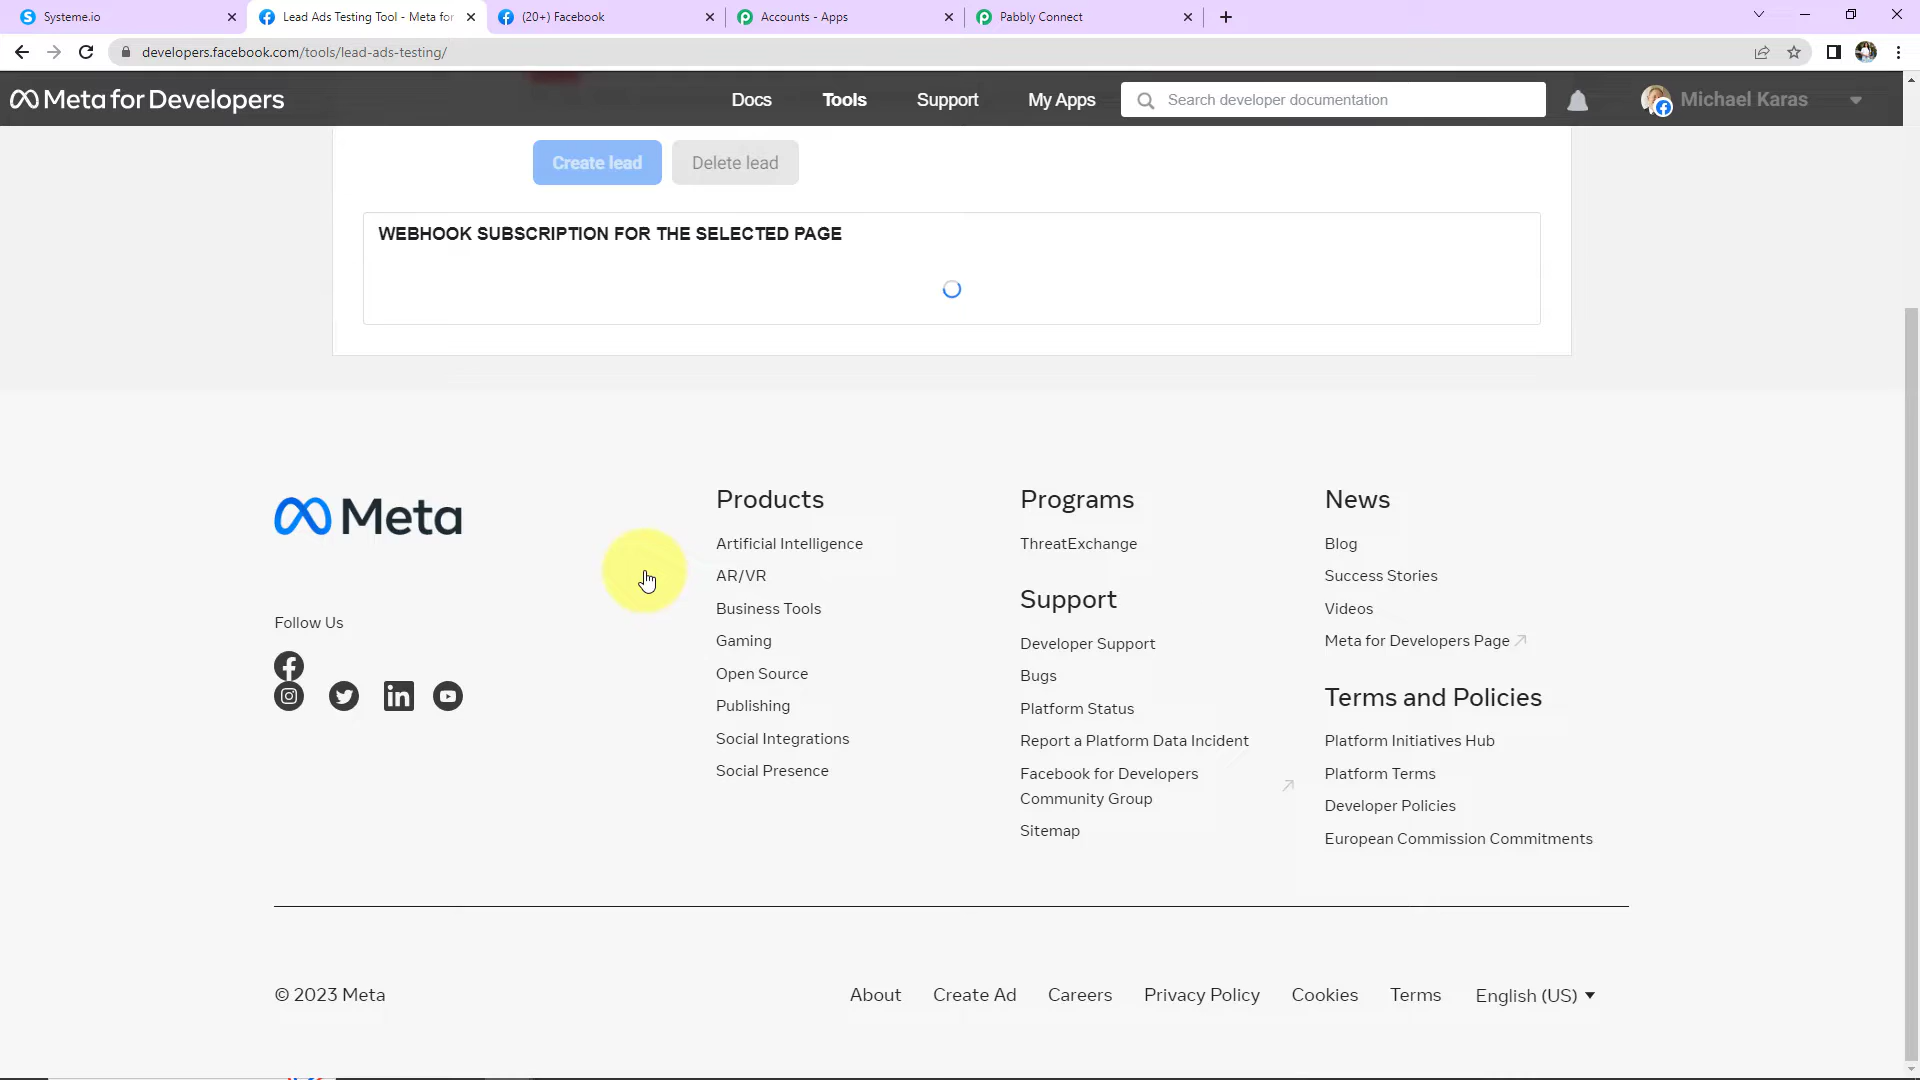 Systeme.io
Lead Ads Testing Tool - Meta for
(20+) Facebook
Accounts - Apps
Pabbly Connect
developers.facebook.com/tools/lead-ads-testing/
Meta for Developers
Docs
Tools
Support
My Apps
Search developer documentation
Michael Karas
Create lead
Delete lead
WEBHOOK SUBSCRIPTION FOR THE SELECTED PAGE
Meta
Follow Us
Products
Artificial Intelligence
AR/VR
Business Tools
Gaming
Open Source
Publishing
Social Integrations
Social Presence
Programs
ThreatExchange
Support
Developer Support
Bugs
Platform Status
Report a Platform Data Incident
Facebook for Developers
Community Group
Sitemap
News
Blog
Success Stories
Videos
Meta for Developers Page
Terms and Policies
Platform Initiatives Hub
Platform Terms
Developer Policies
European Commission Commitments
© 2023 Meta
About
Create Ad
Careers
Privacy Policy
Cookies
Terms
English (US)